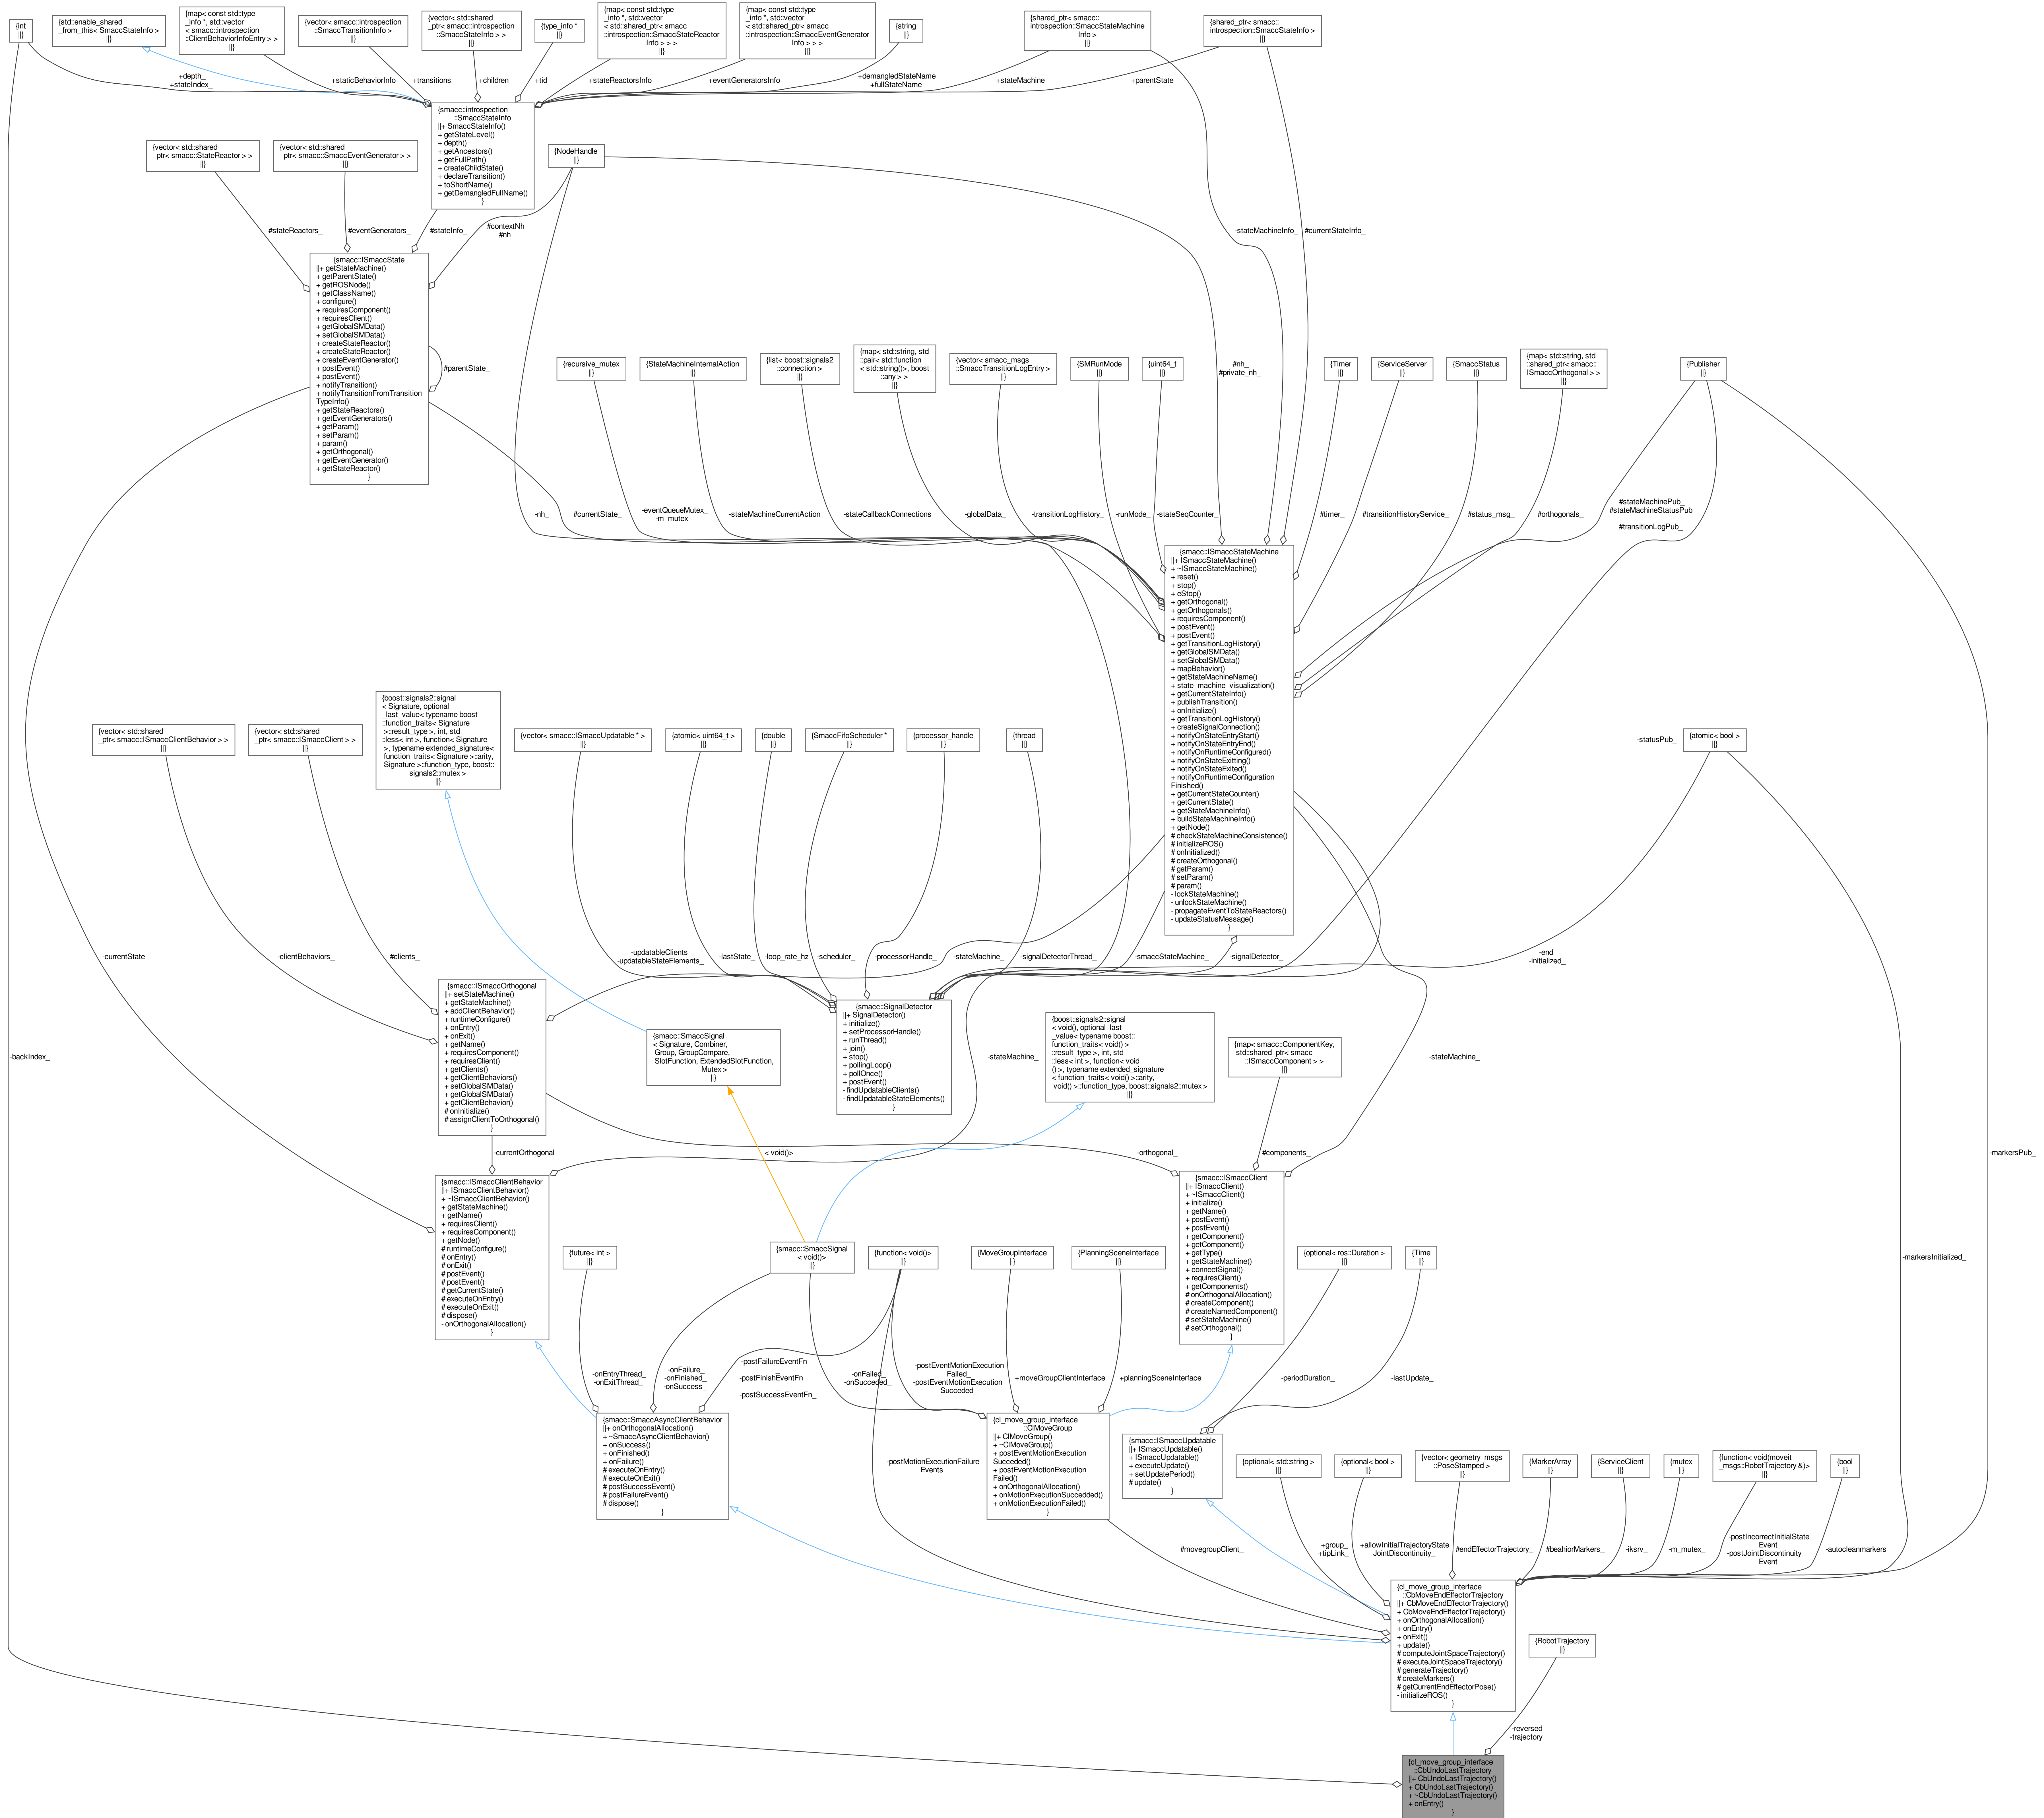 {int
||}
{std::enable_shared
_from_this< SmaccStateInfo >
||}
{map< const std::type
_info *, std::vector
< smacc::introspection
::ClientBehaviorInfoEntry > >
||}
{vector< smacc::introspection
::SmaccTransitionInfo >
||}
{vector< std::shared
_ptr< smacc::introspection
::SmaccStateInfo > >
||}
{type_info *
||}
{map< const std::type
_info *, std::vector
< std::shared_ptr< smacc
::introspection::SmaccStateReactor
Info > > >
||}
{map< const std::type
_info *, std::vector
< std::shared_ptr< smacc
::introspection::SmaccEventGenerator
Info > > >
||}
{string
||}
{shared_ptr< smacc::
introspection::SmaccStateMachine
Info >
||}
{shared_ptr< smacc::
introspection::SmaccStateInfo >
||}
+depth_
+stateIndex_
+staticBehaviorInfo
+transitions_
+children_
+tid_
+stateReactorsInfo
+eventGeneratorsInfo
+demangledStateName
+fullStateName
+stateMachine_
+parentState_
{smacc::introspection
::SmaccStateInfo
||+ SmaccStateInfo()
+ getStateLevel()
+ depth()
+ getAncestors()
+ getFullPath()
+ createChildState()
+ declareTransition()
+ toShortName()
+ getDemangledFullName()
}
{vector< std::shared
_ptr< smacc::StateReactor > >
||}
{vector< std::shared
_ptr< smacc::SmaccEventGenerator > >
||}
{NodeHandle
||}
#stateReactors_
#eventGenerators_
#stateInfo_
#contextNh
#nh
-stateMachineInfo_
#currentStateInfo_
{smacc::ISmaccState
||+ getStateMachine()
+ getParentState()
+ getROSNode()
+ getClassName()
+ configure()
+ requiresComponent()
+ requiresClient()
+ getGlobalSMData()
+ setGlobalSMData()
+ createStateReactor()
+ createStateReactor()
+ createEventGenerator()
+ postEvent()
+ postEvent()
+ notifyTransition()
+ notifyTransitionFromTransition
TypeInfo()
+ getStateReactors()
+ getEventGenerators()
+ getParam()
+ setParam()
+ param()
+ getOrthogonal()
+ getEventGenerator()
+ getStateReactor()
}
#parentState_
{recursive_mutex
||}
{StateMachineInternalAction
||}
{list< boost::signals2
::connection >
||}
{map< std::string, std
::pair< std::function
< std::string()>, boost
::any > >
||}
{vector< smacc_msgs
::SmaccTransitionLogEntry >
||}
{SMRunMode
||}
{uint64_t
||}
#nh_
#private_nh_
{Timer
||}
{ServiceServer
||}
{SmaccStatus
||}
{map< std::string, std
::shared_ptr< smacc::
ISmaccOrthogonal > >
||}
{Publisher
||}
-nh_
#currentState_
-eventQueueMutex_
-m_mutex_
-stateMachineCurrentAction
-stateCallbackConnections
-globalData_
-transitionLogHistory_
-runMode_
-stateSeqCounter_
#timer_
#transitionHistoryService_
#status_msg_
#orthogonals_
#stateMachinePub_
#stateMachineStatusPub
_
#transitionLogPub_
{smacc::ISmaccStateMachine
||+ ISmaccStateMachine()
+ ~ISmaccStateMachine()
+ reset()
+ stop()
+ eStop()
+ getOrthogonal()
+ getOrthogonals()
+ requiresComponent()
+ postEvent()
+ postEvent()
+ getTransitionLogHistory()
+ getGlobalSMData()
+ setGlobalSMData()
+ mapBehavior()
+ getStateMachineName()
+ state_machine_visualization()
+ getCurrentStateInfo()
+ publishTransition()
+ onInitialize()
+ getTransitionLogHistory()
+ createSignalConnection()
+ notifyOnStateEntryStart()
+ notifyOnStateEntryEnd()
+ notifyOnRuntimeConfigured()
+ notifyOnStateExitting()
+ notifyOnStateExited()
+ notifyOnRuntimeConfiguration
Finished()
+ getCurrentStateCounter()
+ getCurrentState()
+ getStateMachineInfo()
+ buildStateMachineInfo()
+ getNode()
# checkStateMachineConsistence()
# initializeROS()
# onInitialized()
# createOrthogonal()
# getParam()
# setParam()
# param()
- lockStateMachine()
- unlockStateMachine()
- propagateEventToStateReactors()
- updateStatusMessage()
}
{vector< std::shared
_ptr< smacc::ISmaccClientBehavior > >
||}
{vector< std::shared
_ptr< smacc::ISmaccClient > >
||}
{boost::signals2::signal
< Signature, optional
_last_value< typename boost
::function_traits< Signature
>::result_type >, int, std
::less< int >, function< Signature
>, typename extended_signature<
function_traits< Signature >::arity,
Signature >::function_type, boost::
signals2::mutex >
||}
{vector< smacc::ISmaccUpdatable * >
||}
{atomic< uint64_t >
||}
{double
||}
{SmaccFifoScheduler *
||}
{processor_handle
||}
{thread
||}
-statusPub_
{atomic< bool >
||}
-currentState
-clientBehaviors_
#clients_
-updatableClients_
-updatableStateElements_
-lastState_
-loop_rate_hz
-scheduler_
-processorHandle_
-stateMachine_
-signalDetectorThread_
-smaccStateMachine_
-signalDetector_
-end_
-initialized_
{smacc::ISmaccOrthogonal
||+ setStateMachine()
+ getStateMachine()
+ addClientBehavior()
+ runtimeConfigure()
+ onEntry()
+ onExit()
+ getName()
+ requiresComponent()
+ requiresClient()
+ getClients()
+ getClientBehaviors()
+ setGlobalSMData()
+ getGlobalSMData()
+ getClientBehavior()
# onInitialize()
# assignClientToOrthogonal()
}
{smacc::SignalDetector
||+ SignalDetector()
+ initialize()
+ setProcessorHandle()
+ runThread()
+ join()
+ stop()
+ pollingLoop()
+ pollOnce()
+ postEvent()
- findUpdatableClients()
- findUpdatableStateElements()
}
{smacc::SmaccSignal
< Signature, Combiner,
Group, GroupCompare,
SlotFunction, ExtendedSlotFunction,
Mutex >
||}
{boost::signals2::signal
< void(), optional_last
_value< typename boost::
function_traits< void() >
::result_type >, int, std
::less< int >, function< void
() >, typename extended_signature
< function_traits< void() >::arity,
void() >::function_type, boost::signals2::mutex >
||}
{map< smacc::ComponentKey,
std::shared_ptr< smacc
::ISmaccComponent > >
||}
-backIndex_
-stateMachine_
-stateMachine_
-currentOrthogonal
< void()>
-orthogonal_
#components_
-markersPub_
{smacc::ISmaccClientBehavior
||+ ISmaccClientBehavior()
+ ~ISmaccClientBehavior()
+ getStateMachine()
+ getName()
+ requiresClient()
+ requiresComponent()
+ getNode()
# runtimeConfigure()
# onEntry()
# onExit()
# postEvent()
# postEvent()
# getCurrentState()
# executeOnEntry()
# executeOnExit()
# dispose()
- onOrthogonalAllocation()
}
{smacc::ISmaccClient
||+ ISmaccClient()
+ ~ISmaccClient()
+ initialize()
+ getName()
+ postEvent()
+ postEvent()
+ getComponent()
+ getComponent()
+ getType()
+ getStateMachine()
+ connectSignal()
+ requiresClient()
+ getComponents()
# onOrthogonalAllocation()
# createComponent()
# createNamedComponent()
# setStateMachine()
# setOrthogonal()
}
{future< int >
||}
{smacc::SmaccSignal
< void()>
||}
{function< void()>
||}
{MoveGroupInterface
||}
{PlanningSceneInterface
||}
{optional< ros::Duration >
||}
{Time
||}
-markersInitialized_
-onEntryThread_
-onExitThread_
-onFailure_
-onFinished_
-onSuccess_
-postFailureEventFn
_
-postFinishEventFn
_
-postSuccessEventFn_
-onFailed_
-onSucceded_
-postEventMotionExecution
Failed_
-postEventMotionExecution
Succeded_
+moveGroupClientInterface
+planningSceneInterface
-periodDuration_
-lastUpdate_
{smacc::SmaccAsyncClientBehavior
||+ onOrthogonalAllocation()
+ ~SmaccAsyncClientBehavior()
+ onSuccess()
+ onFinished()
+ onFailure()
# executeOnEntry()
# executeOnExit()
# postSuccessEvent()
# postFailureEvent()
# dispose()
}
{cl_move_group_interface
::ClMoveGroup
||+ ClMoveGroup()
+ ~ClMoveGroup()
+ postEventMotionExecution
Succeded()
+ postEventMotionExecution
Failed()
+ onOrthogonalAllocation()
+ onMotionExecutionSuccedded()
+ onMotionExecutionFailed()
}
{smacc::ISmaccUpdatable
||+ ISmaccUpdatable()
+ ISmaccUpdatable()
+ executeUpdate()
+ setUpdatePeriod()
# update()
}
-postMotionExecutionFailure
Events
{optional< std::string >
||}
{optional< bool >
||}
{vector< geometry_msgs
::PoseStamped >
||}
{MarkerArray
||}
{ServiceClient
||}
{mutex
||}
{function< void(moveit
_msgs::RobotTrajectory &)>
||}
{bool
||}
#movegroupClient_
+group_
+tipLink_
+allowInitialTrajectoryState
JointDiscontinuity_
#endEffectorTrajectory_
#beahiorMarkers_
-iksrv_
-m_mutex_
-postIncorrectInitialState
Event
-postJointDiscontinuity
Event
-autocleanmarkers
{cl_move_group_interface
::CbMoveEndEffectorTrajectory
||+ CbMoveEndEffectorTrajectory()
+ CbMoveEndEffectorTrajectory()
+ onOrthogonalAllocation()
+ onEntry()
+ onExit()
+ update()
# computeJointSpaceTrajectory()
# executeJointSpaceTrajectory()
# generateTrajectory()
# createMarkers()
# getCurrentEndEffectorPose()
- initializeROS()
}
{RobotTrajectory
||}
-reversed
-trajectory
{cl_move_group_interface
::CbUndoLastTrajectory
||+ CbUndoLastTrajectory()
+ CbUndoLastTrajectory()
+ ~CbUndoLastTrajectory()
+ onEntry()
}